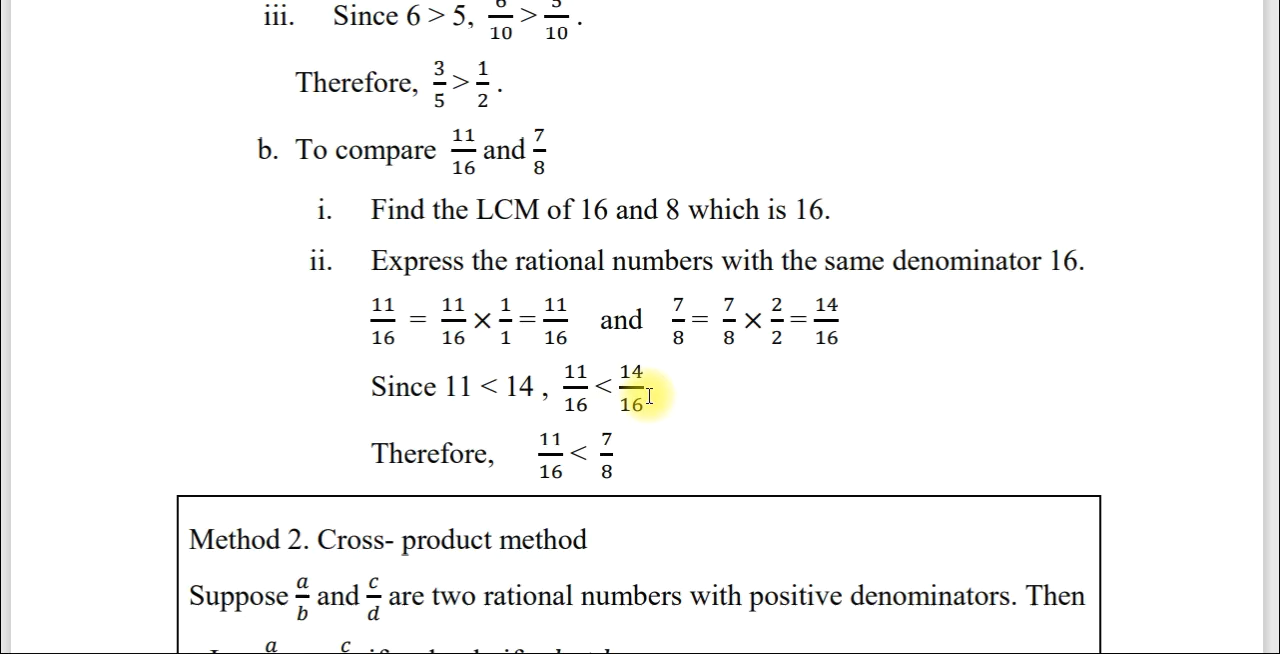 iii. Since 6 > 5, 6/10 > 5/10 .
Therefore, 3/5 > 1/2 .
b. To compare 11/16 and 7/8
i. Find the LCM of 16 and 8 which is 16.
ii. Express the rational numbers with the same denominator 16.
11/16 = 11/16 × 1/1 = 11/16 and 7/8 = 7/8 × 2/2 = 14/16
Since 11 < 14 , 11/16 < 14/16
Therefore, 11/16 < 7/8
Method 2. Cross- product method
Suppose a/b and c/d are two rational numbers with positive denominators. Then
a c